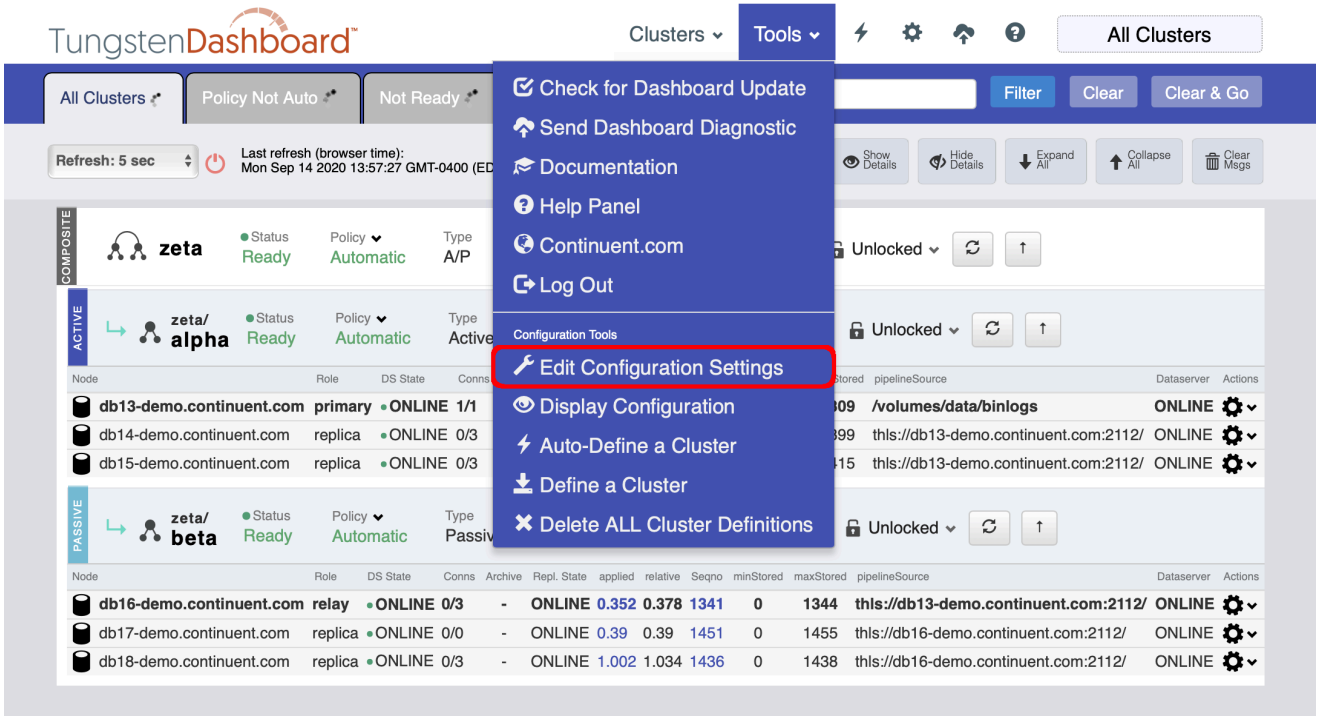 TungstenDashboard™
Clusters Tools All Clusters
All Clusters Policy Not Auto Not Ready Filter Clear Clear & Go
Check for Dashboard Update
Send Dashboard Diagnostic
Documentation
Help Panel
Continuent.com
Log Out
Configuration Tools
Edit Configuration Settings
Display Configuration
Auto-Define a Cluster
Define a Cluster
Delete ALL Cluster Definitions
Refresh: 5 sec
Last refresh (browser time):
Mon Sep 14 2020 13:57:27 GMT-0400
Show Details
Hide Details
Expand All
Collapse All
Clear Msgs
COMPOSITE
zeta
Status Policy Type
Ready Automatic A/P
Unlocked
ACTIVE
zeta/
alpha
Status Policy Type
Ready Automatic Active
Unlocked
Node Role DS State Conns pipelineSource Dataserver Actions
db13-demo.continuent.com primary ONLINE 1/1 /volumes/data/binlogs ONLINE
db14-demo.continuent.com replica ONLINE 0/3 thls://db13-demo.continuent.com:2112/ ONLINE
db15-demo.continuent.com replica ONLINE 0/3 thls://db13-demo.continuent.com:2112/ ONLINE
PASSIVE
zeta/
beta
Status Policy Type
Ready Automatic Passiv
Unlocked
Node Role DS State Conns Archive Repl. State applied relative Seqno minStored maxStored pipelineSource Dataserver Actions
db16-demo.continuent.com relay ONLINE 0/3 - ONLINE 0.352 0.378 1341 0 1344 thls://db13-demo.continuent.com:2112/ ONLINE
db17-demo.continuent.com replica ONLINE 0/0 - ONLINE 0.39 0.39 1451 0 1455 thls://db16-demo.continuent.com:2112/ ONLINE
db18-demo.continuent.com replica ONLINE 0/3 - ONLINE 1.002 1.034 1436 0 1438 thls://db16-demo.continuent.com:2112/ ONLINE